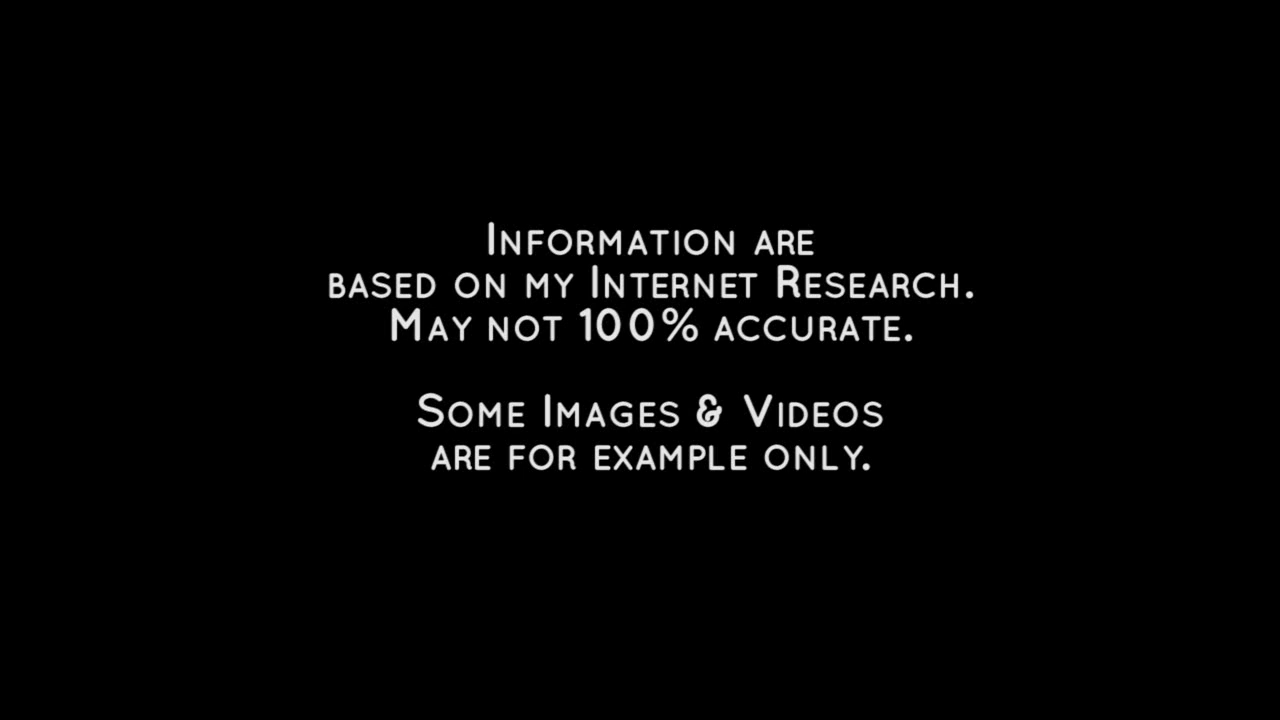 Information are
based on my Internet Research.
May not 100% accurate.
Some Images & Videos
are for example only.